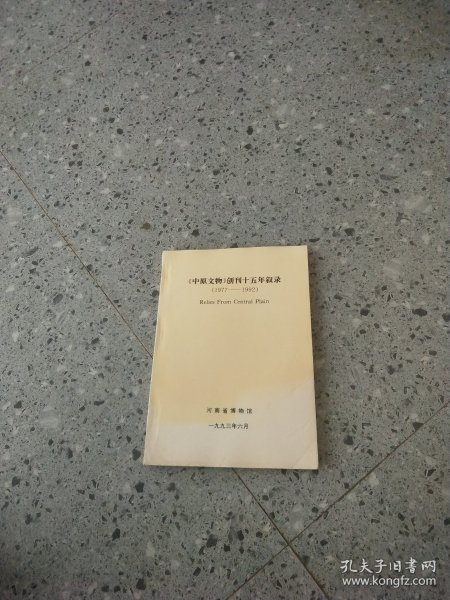 《中原文物》创刊十五年叙录
(1977——1992)
Relics From Central Plain
河南省博物馆
一九九三年六月
孔夫子旧书网
www.kongfz.com